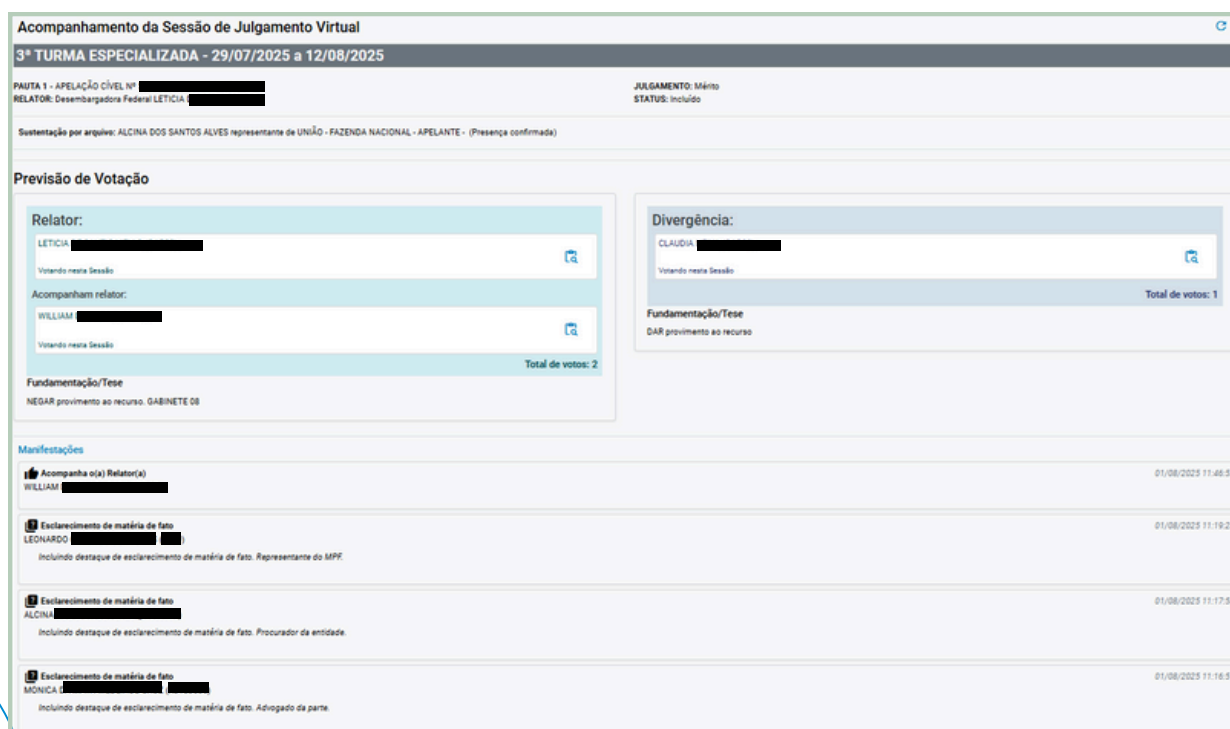 Acompanhamento da Sessão de Julgamento Virtual
3ª TURMA ESPECIALIZADA - 29/07/2025 a 12/08/2025
PAUTA 1 - APELAÇÃO CÍVEL Nº
RELATOR: Desembargadora Federal LETICIA
JULGAMENTO: Mérito
STATUS: Incluído
Sustentação por arquivo: ALCINA DOS SANTOS ALVES representante de UNIÃO - FAZENDA NACIONAL - APELANTE - (Presença confirmada)
Previsão de Votação
Relator:
LETICIA
Votando nesta Sessão
Acompanham relator:
WILLIAM
Votando nesta Sessão
Total de votos: 2
Fundamentação/Tese
NEGAR provimento ao recurso. GABINETE 08
Divergência:
CLAUDIA
Votando nesta Sessão
Total de votos: 1
Fundamentação/Tese
DAR provimento ao recurso
Manifestações
Acompanha o(a) Relator(a)
01/08/2025 11:46:5
WILLIAM
Esclarecimento de matéria de fato
01/08/2025 11:19:2
LEONARDO
Incluindo destaque de esclarecimento de matéria de fato. Representante do MPF.
Esclarecimento de matéria de fato
01/08/2025 11:17:5
ALCINA
Incluindo destaque de esclarecimento de matéria de fato. Procurador da entidade.
Esclarecimento de matéria de fato
01/08/2025 11:16:5
MONICA
Incluindo destaque de esclarecimento de matéria de fato. Advogado da parte.